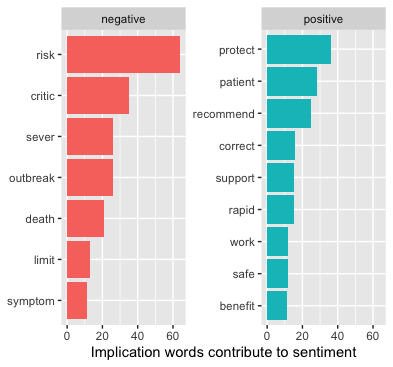 negative
risk
critic
sever
outbreak
death
limit
symptom
0 20 40 60
positive
protect
patient
recommend
correct
support
rapid
work
safe
benefit
0 20 40 60
Implication words contribute to sentiment